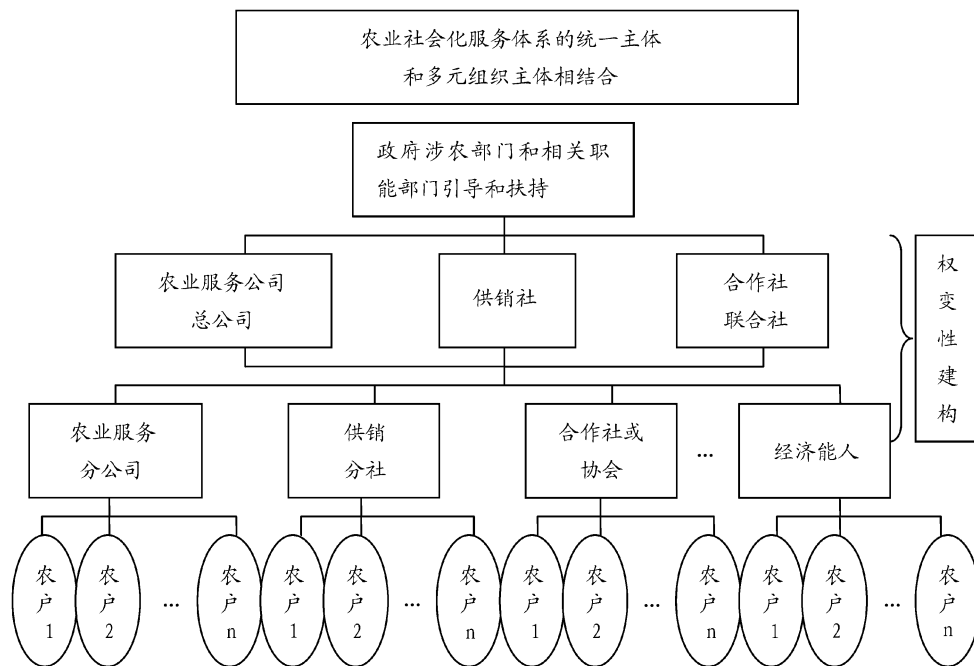 农业社会化服务体系的统一主体
和多元组织主体相结合
政府涉农部门和相关职
能部门引导和扶持
农业服务公司
总公司
供销社
合作社
联合社
权
变
性
建
构
农业服务
分公司
供销
分社
合作社或
协会
...
经济能人
农
户
1
农
户
2
...
农
户
n
农
户
1
农
户
2
...
农
户
n
农
户
1
农
户
2
...
农
户
n
农
户
1
农
户
2
...
农
户
n